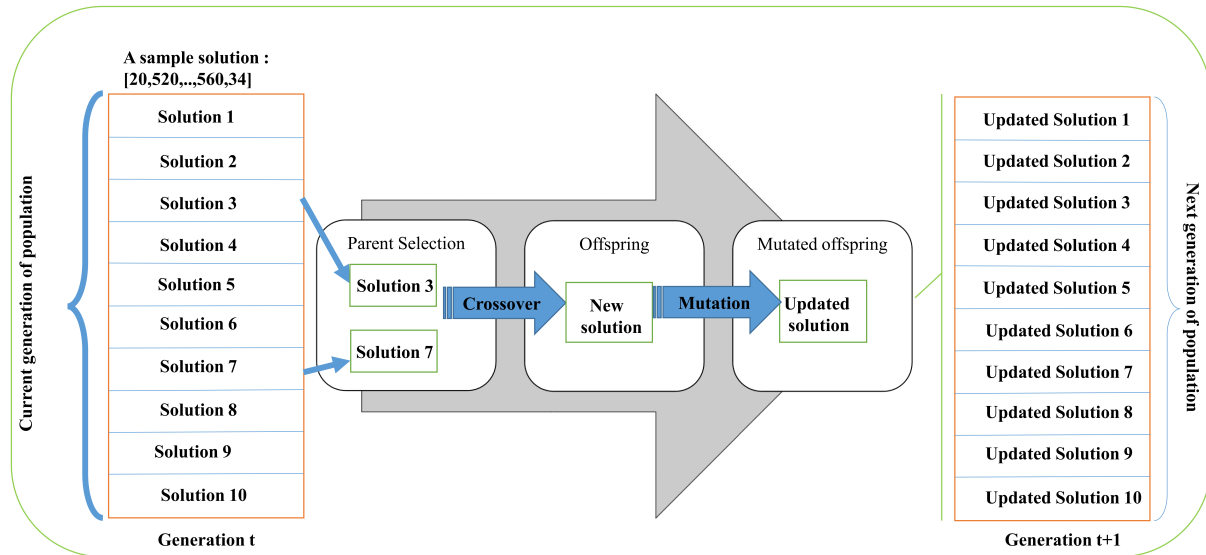 A sample solution :
[20,520,..,560,34]
Current generation of population
Solution 1
Solution 2
Solution 3
Solution 4
Solution 5
Solution 6
Solution 7
Solution 8
Solution 9
Solution 10
Generation t
Parent Selection
Solution 3
Solution 7
Crossover
Offspring
New
solution
Mutation
Mutated offspring
Updated
solution
Updated Solution 1
Updated Solution 2
Updated Solution 3
Updated Solution 4
Updated Solution 5
Updated Solution 6
Updated Solution 7
Updated Solution 8
Updated Solution 9
Updated Solution 10
Generation t+1
Next generation of population